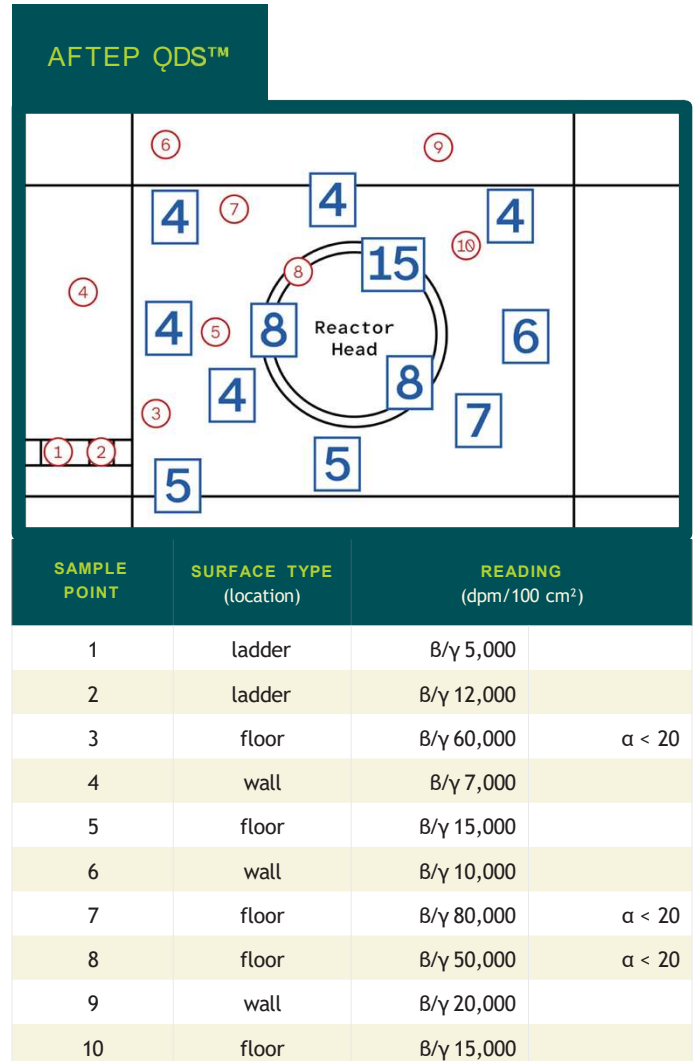 AFTEP QDS™
6 9
4 7 4 4
10
8 15
4
4 5 8 Reactor 6
Head
4 8 7
3
1 2
5 5
SAMPLE POINT SURFACE TYPE (location) READING (dpm/100 cm²)
1 ladder β/γ 5,000
2 ladder β/γ 12,000
3 floor β/γ 60,000 α < 20
4 wall β/γ 7,000
5 floor β/γ 15,000
6 wall β/γ 10,000
7 floor β/γ 80,000 α < 20
8 floor β/γ 50,000 α < 20
9 wall β/γ 20,000
10 floor β/γ 15,000